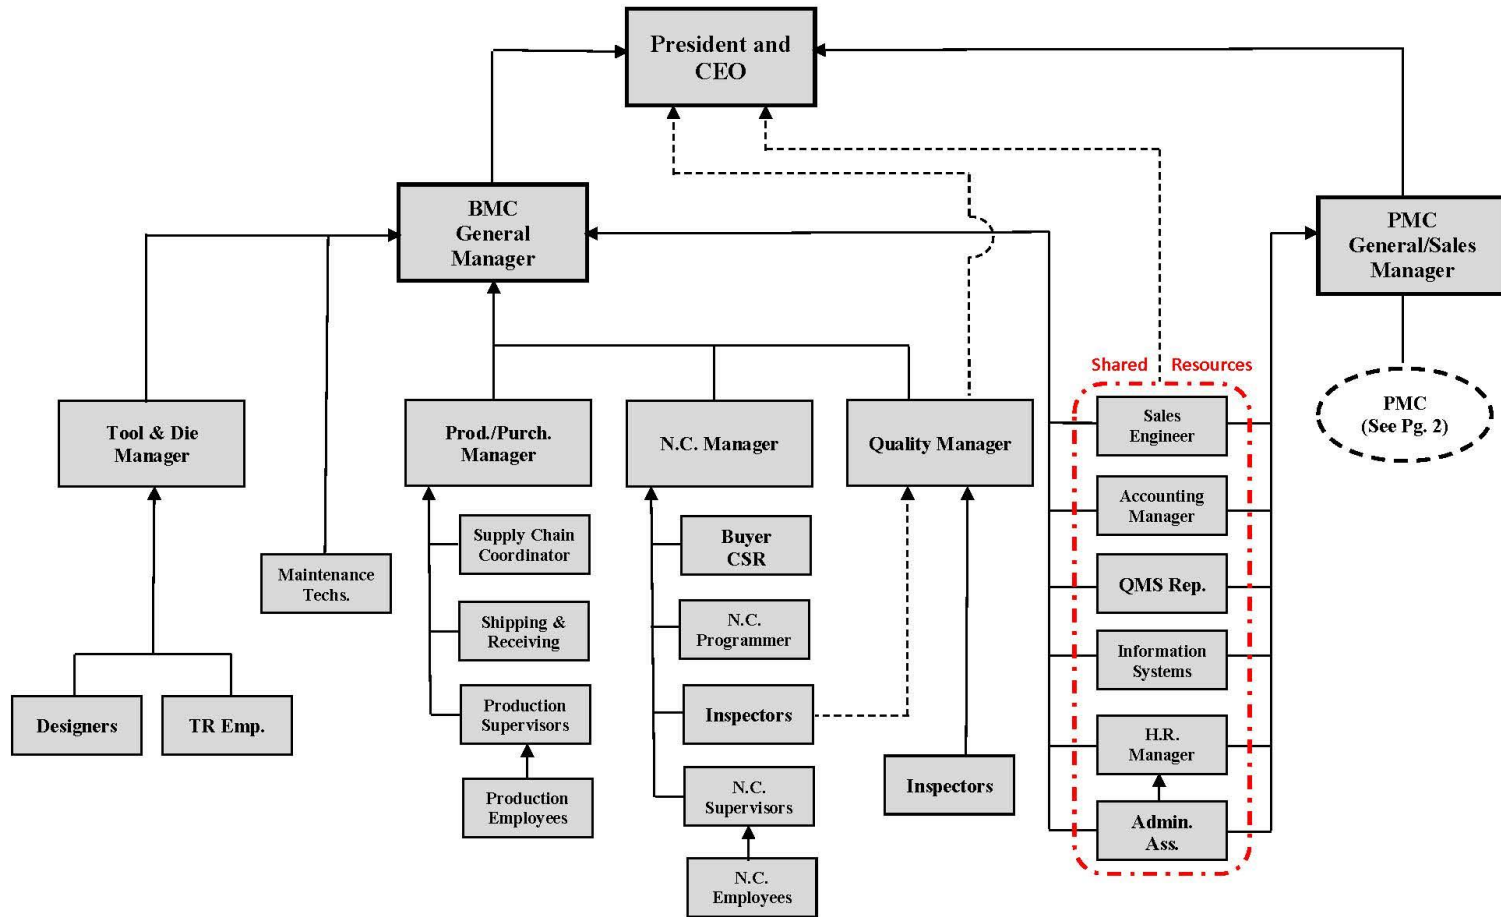 President and
CEO
BMC
General
Manager
PMC
General/Sales
Manager
Shared Resources
PMC
(See Pg. 2)
Tool & Die
Manager
Prod./Purch.
Manager
N.C. Manager
Quality Manager
Sales
Engineer
Accounting
Manager
QMS Rep.
Information
Systems
H.R.
Manager
Admin.
Ass.
Maintenance
Techs.
Supply Chain
Coordinator
Shipping &
Receiving
Production
Supervisors
Production
Employees
Buyer
CSR
N.C.
Programmer
Inspectors
N.C.
Supervisors
N.C.
Employees
Inspectors
Designers
TR Emp.